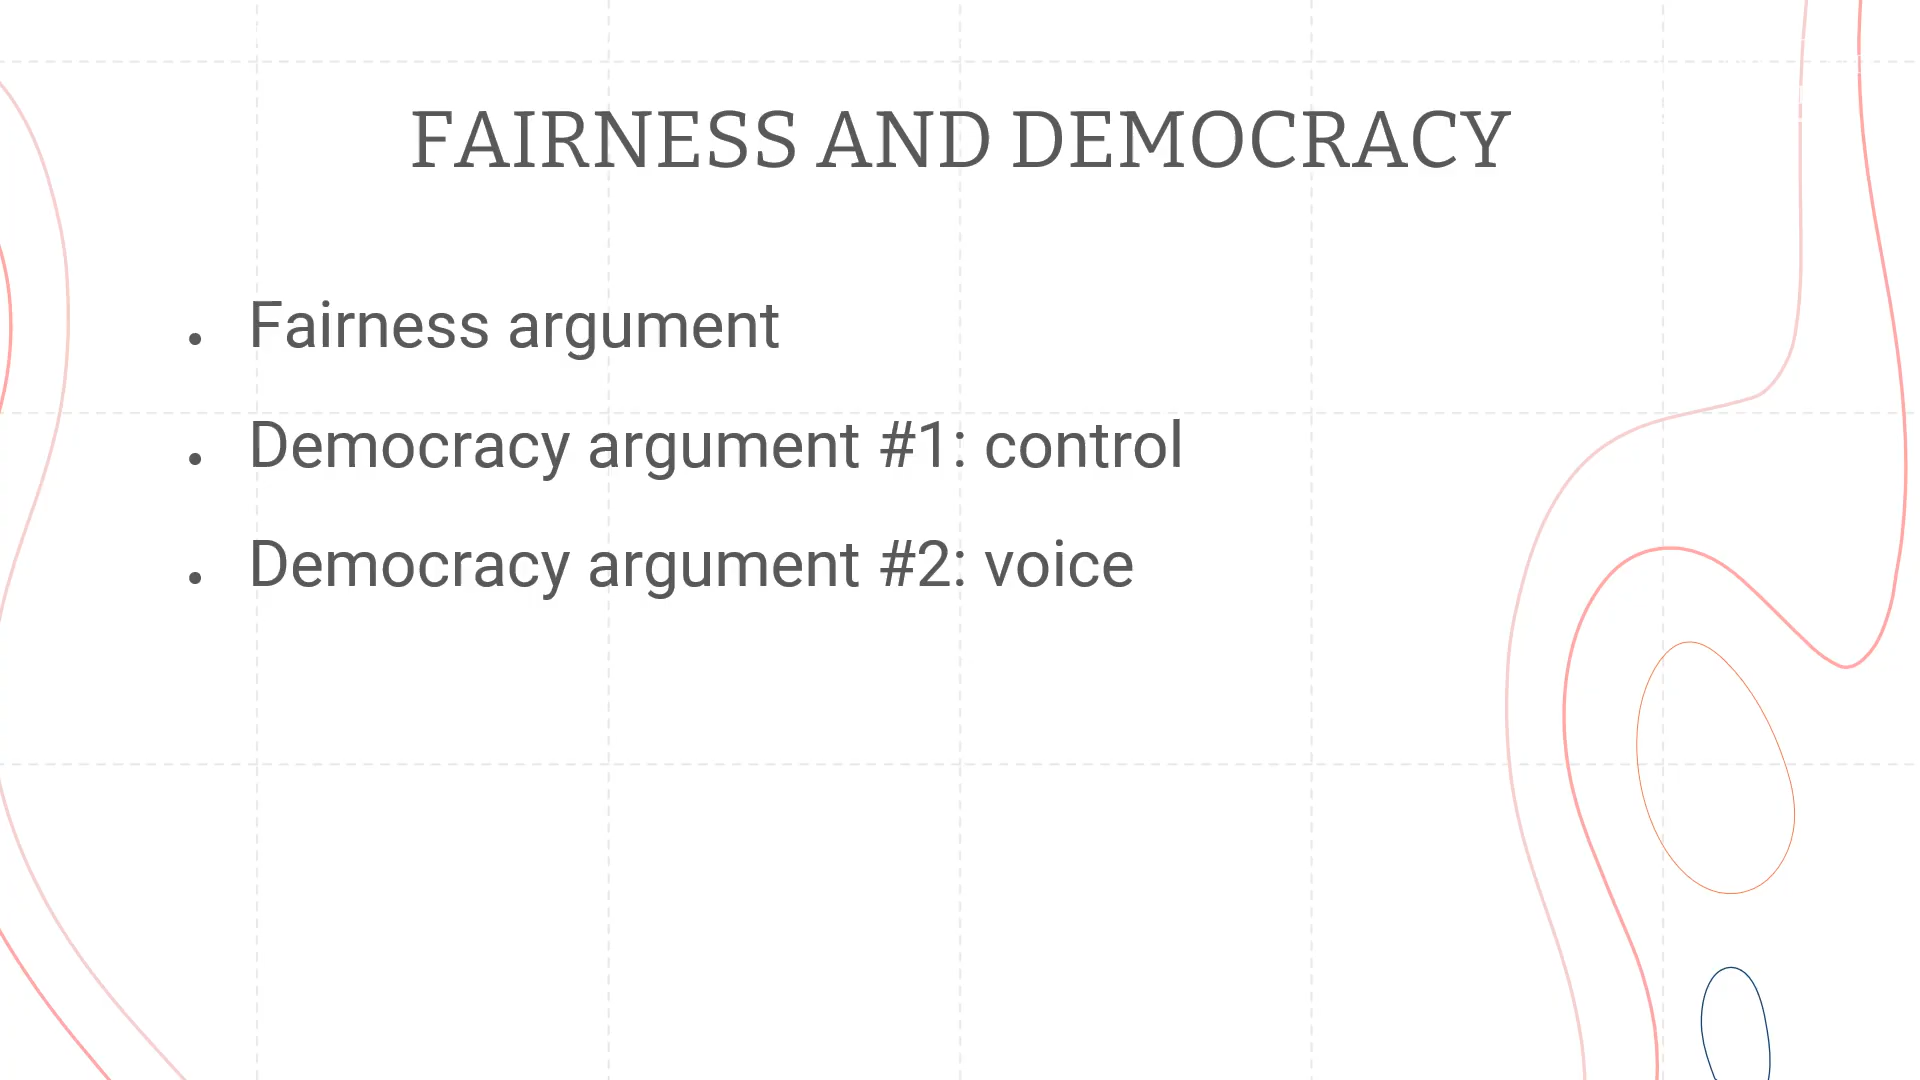 FAIRNESS AND DEMOCRACY
• Fairness argument
• Democracy argument #1: control
• Democracy argument #2: voice